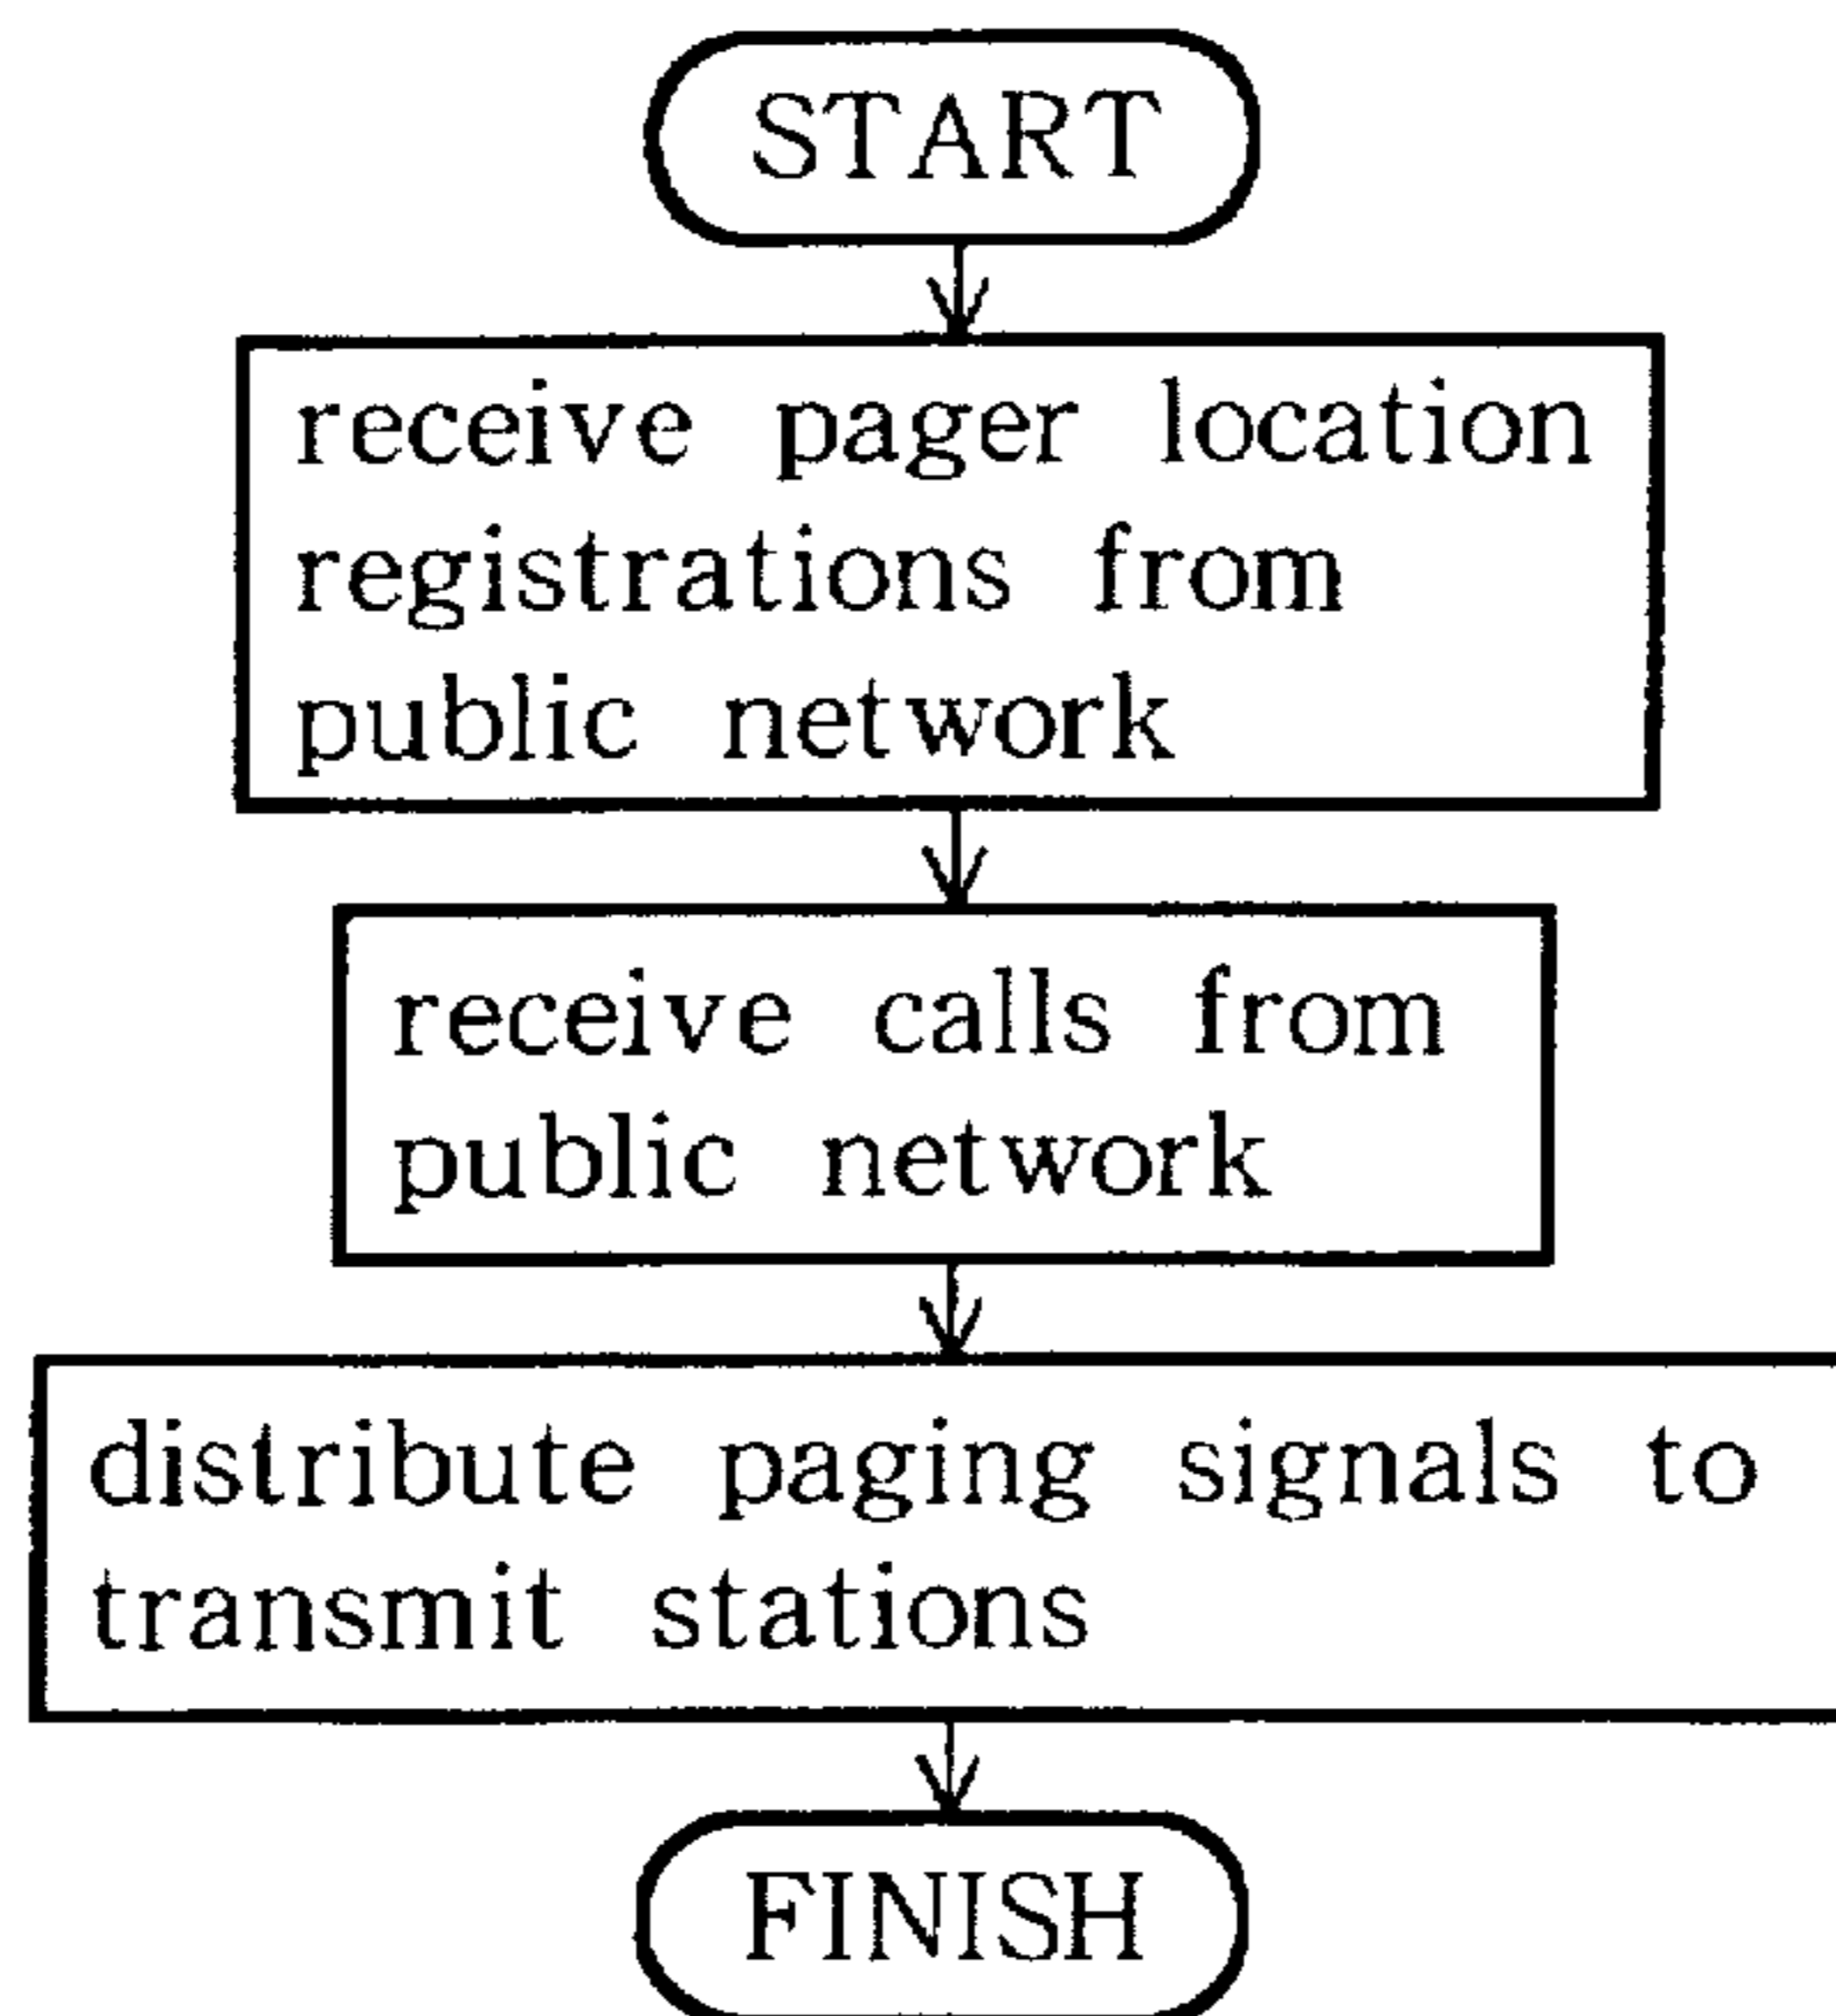 START
receive pager location
registrations from
public network
receive calls from
public network
distribute paging signals to
transmit stations
FINISH